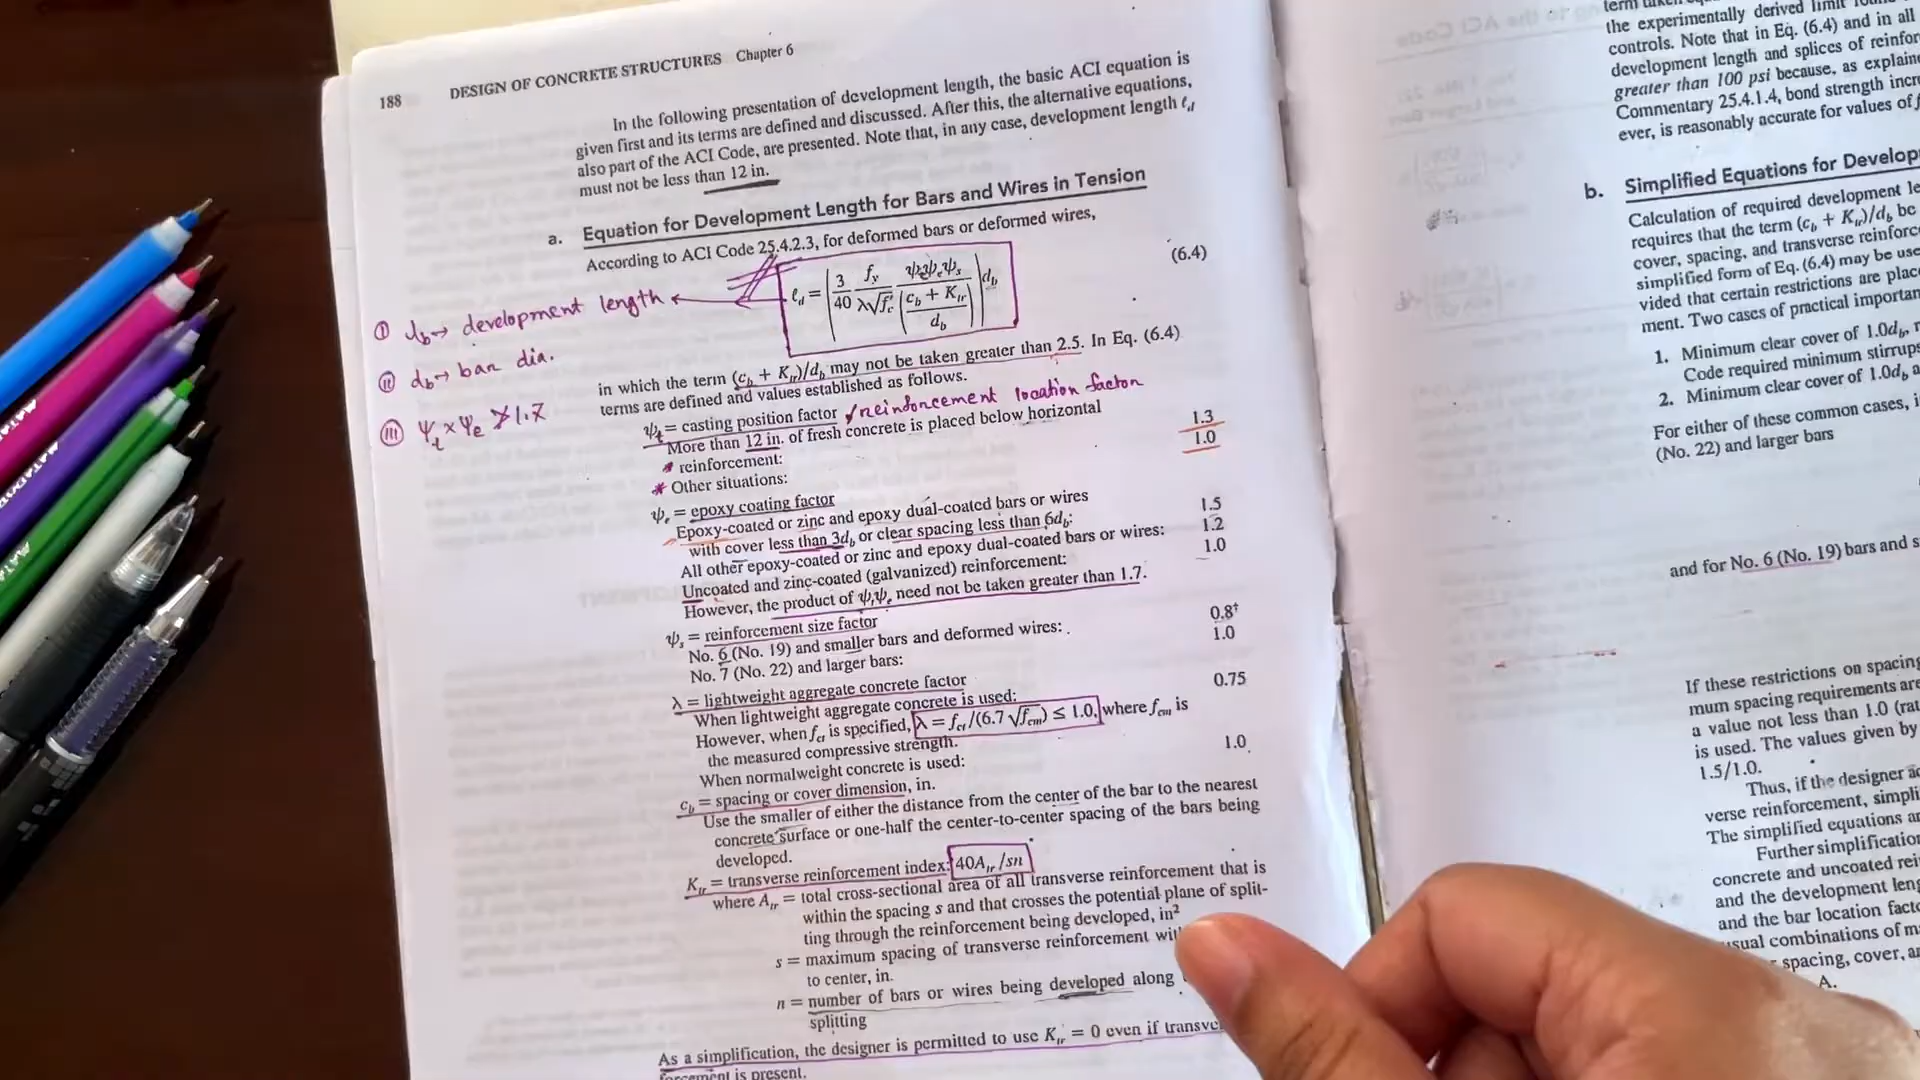 188 DESIGN OF CONCRETE STRUCTURES Chapter 6
In the following presentation of development length, the basic ACI equation is
given first and its terms are defined and discussed. After this, the alternative equations,
also part of the ACI Code, are presented. Note that, in any case, development length ℓd
must not be less than 12 in.
a. Equation for Development Length for Bars and Wires in Tension
According to ACI Code 25.4.2.3, for deformed bars or deformed wires,
ℓd = (3/40 fy/(λ√f'c) ψtψeψs/((cb + Ktr)/db)) db (6.4)
① ld → development length
② db → bar dia.
③ ψt × ψe ≯ 1.7
in which the term (cb + Ktr)/db may not be taken greater than 2.5. In Eq. (6.4)
terms are defined and values established as follows.
ψt = casting position factor / reinforcement location factor
More than 12 in. of fresh concrete is placed below horizontal
* reinforcement: 1.3
* Other situations: 1.0
ψe = epoxy coating factor
Epoxy-coated or zinc and epoxy dual-coated bars or wires
with cover less than 3db or clear spacing less than 6db: 1.5
All other epoxy-coated or zinc and epoxy dual-coated bars or wires: 1.2
Uncoated and zinc-coated (galvanized) reinforcement: 1.0
However, the product of ψtψe need not be taken greater than 1.7.
ψs = reinforcement size factor
No. 6 (No. 19) and smaller bars and deformed wires: 0.8†
No. 7 (No. 22) and larger bars: 1.0
λ = lightweight aggregate concrete factor
When lightweight aggregate concrete is used: 0.75
However, when fct is specified, λ = fct/(6.7 √fcm) ≤ 1.0, where fcm is
the measured compressive strength.
When normalweight concrete is used: 1.0
cb = spacing or cover dimension, in.
Use the smaller of either the distance from the center of the bar to the nearest
concrete surface or one-half the center-to-center spacing of the bars being
developed.
Ktr = transverse reinforcement index: 40Atr/sn
where Atr = total cross-sectional area of all transverse reinforcement that is
within the spacing s and that crosses the potential plane of split-
ting through the reinforcement being developed, in²
s = maximum spacing of transverse reinforcement
to center, in.
n = number of bars or wires being developed along
splitting
As a simplification, the designer is permitted to use Ktr = 0 even if
forcement is present.
the experimentally derived limit
controls. Note that in Eq. (6.4) and in all
development length and splices of
greater than 100 psi because, as
Commentary 25.4.1.4, bond strength
ever, is reasonably accurate for values of
b. Simplified Equations for
Calculation of required development
requires that the term (cb + Ktr)/db be
cover, spacing, and transverse
simplified form of Eq. (6.4) may be
vided that certain restrictions are
ment. Two cases of practical
1. Minimum clear cover of 1.0db,
Code required minimum
2. Minimum clear cover of 1.0db
For either of these common cases,
(No. 22) and larger bars
and for No. 6 (No. 19) bars and
If these restrictions on
mum spacing requirements are
a value not less than 1.0
is used. The values given by
1.5/1.0.
Thus, if the designer
verse reinforcement,
The simplified equations
Further
concrete and uncoated
and the development
and the bar location
usual combinations of
spacing, cover,
A.